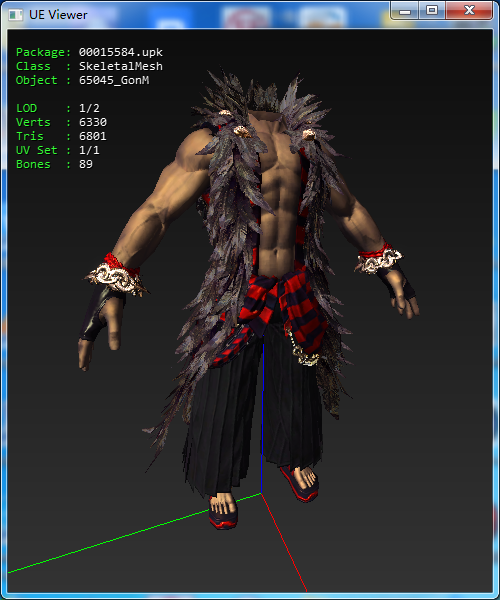 UE Viewer
Package: 00015584.upk
Class : SkeletalMesh
Object : 65045_GonM
LOD : 1/2
Verts : 6330
Tris : 6801
UV Set : 1/1
Bones : 89